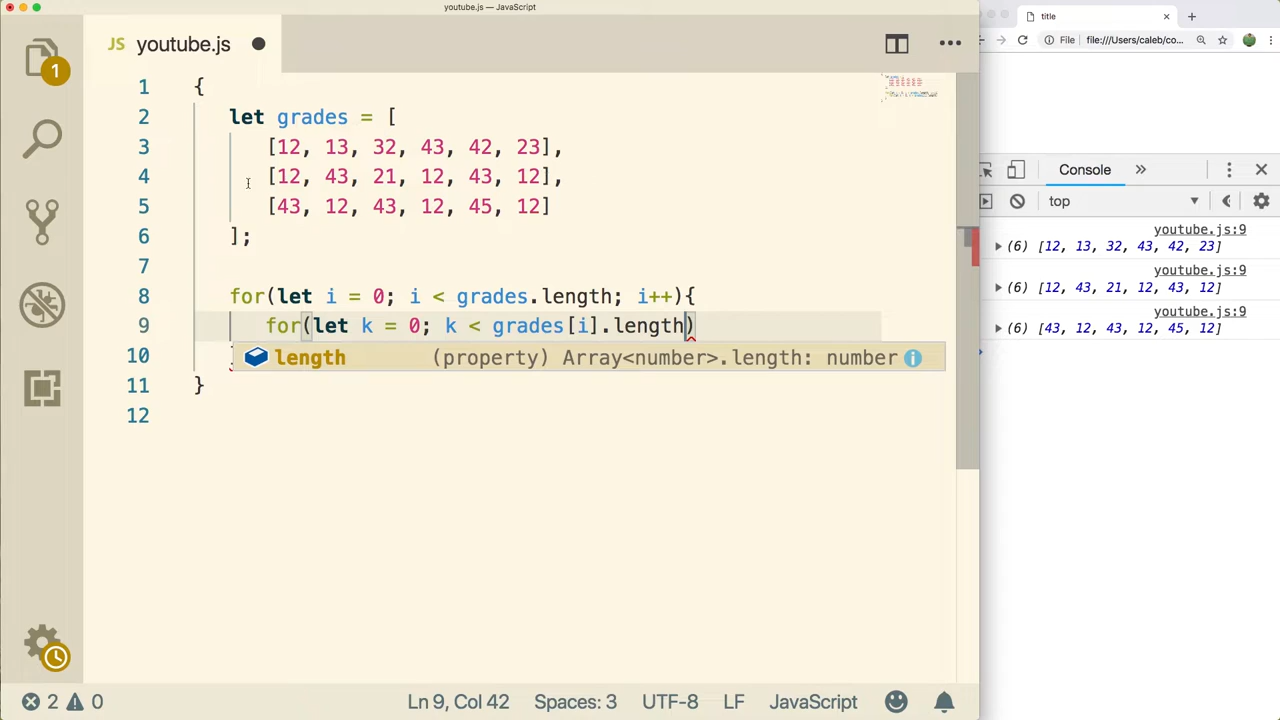 youtube.js — JavaScript
JS youtube.js
1 {
2 let grades = [
3 [12, 13, 32, 43, 42, 23],
4 [12, 43, 21, 12, 43, 12],
5 [43, 12, 43, 12, 45, 12]
6 ];
7
8 for(let i = 0; i < grades.length; i++){
9 for(let k = 0; k < grades[i].length)
10
length (property) Array<number>.length: number
11 }
12
1
2 0
Ln 9, Col 42 Spaces: 3 UTF-8 LF JavaScript
title
File file:///Users/caleb/co...
Console
top
youtube.js:9
(6) [12, 13, 32, 43, 42, 23]
youtube.js:9
(6) [12, 43, 21, 12, 43, 12]
youtube.js:9
(6) [43, 12, 43, 12, 45, 12]